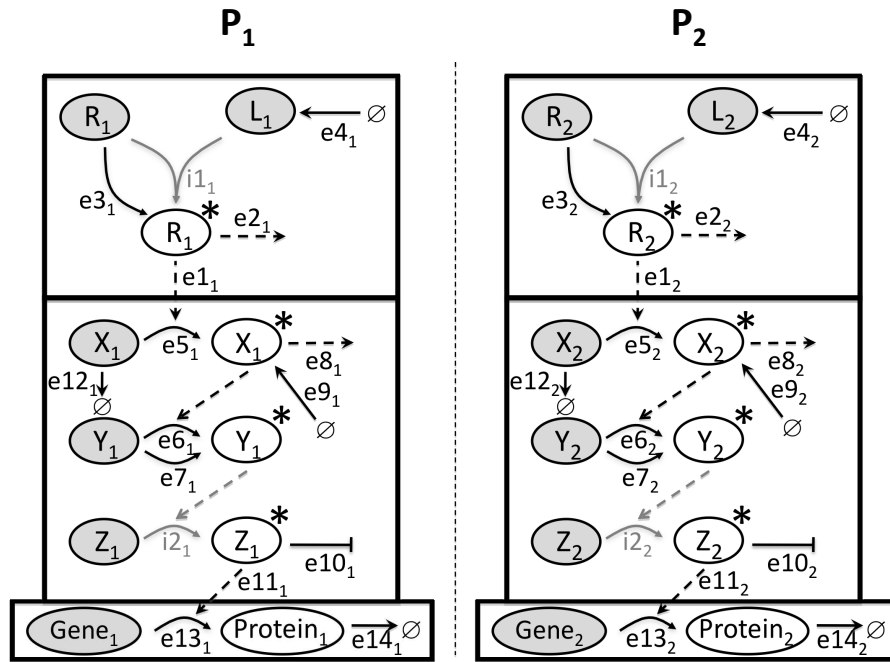 P₁ P₂
R₁ L₁ ∅ R₂ L₂ ∅
e4₁ e4₂
i1₁ i1₂
e3₁ * e2₁ e3₂ * e2₂
R₁ R₂
e1₁ e1₂
X₁ e5₁ X₁ * X₂ e5₂ X₂ *
e8₁ e8₂
e12₁ e9₁ e12₂ e9₂
∅ * ∅ ∅ * ∅
Y₁ e6₁ Y₁ Y₂ e6₂ Y₂
e7₁ e7₂
Z₁ i2₁ Z₁ * Z₂ i2₂ Z₂ *
e10₁ e10₂
e11₁ e11₂
Gene₁ e13₁ Protein₁ e14₁ ∅ Gene₂ e13₂ Protein₂ e14₂ ∅